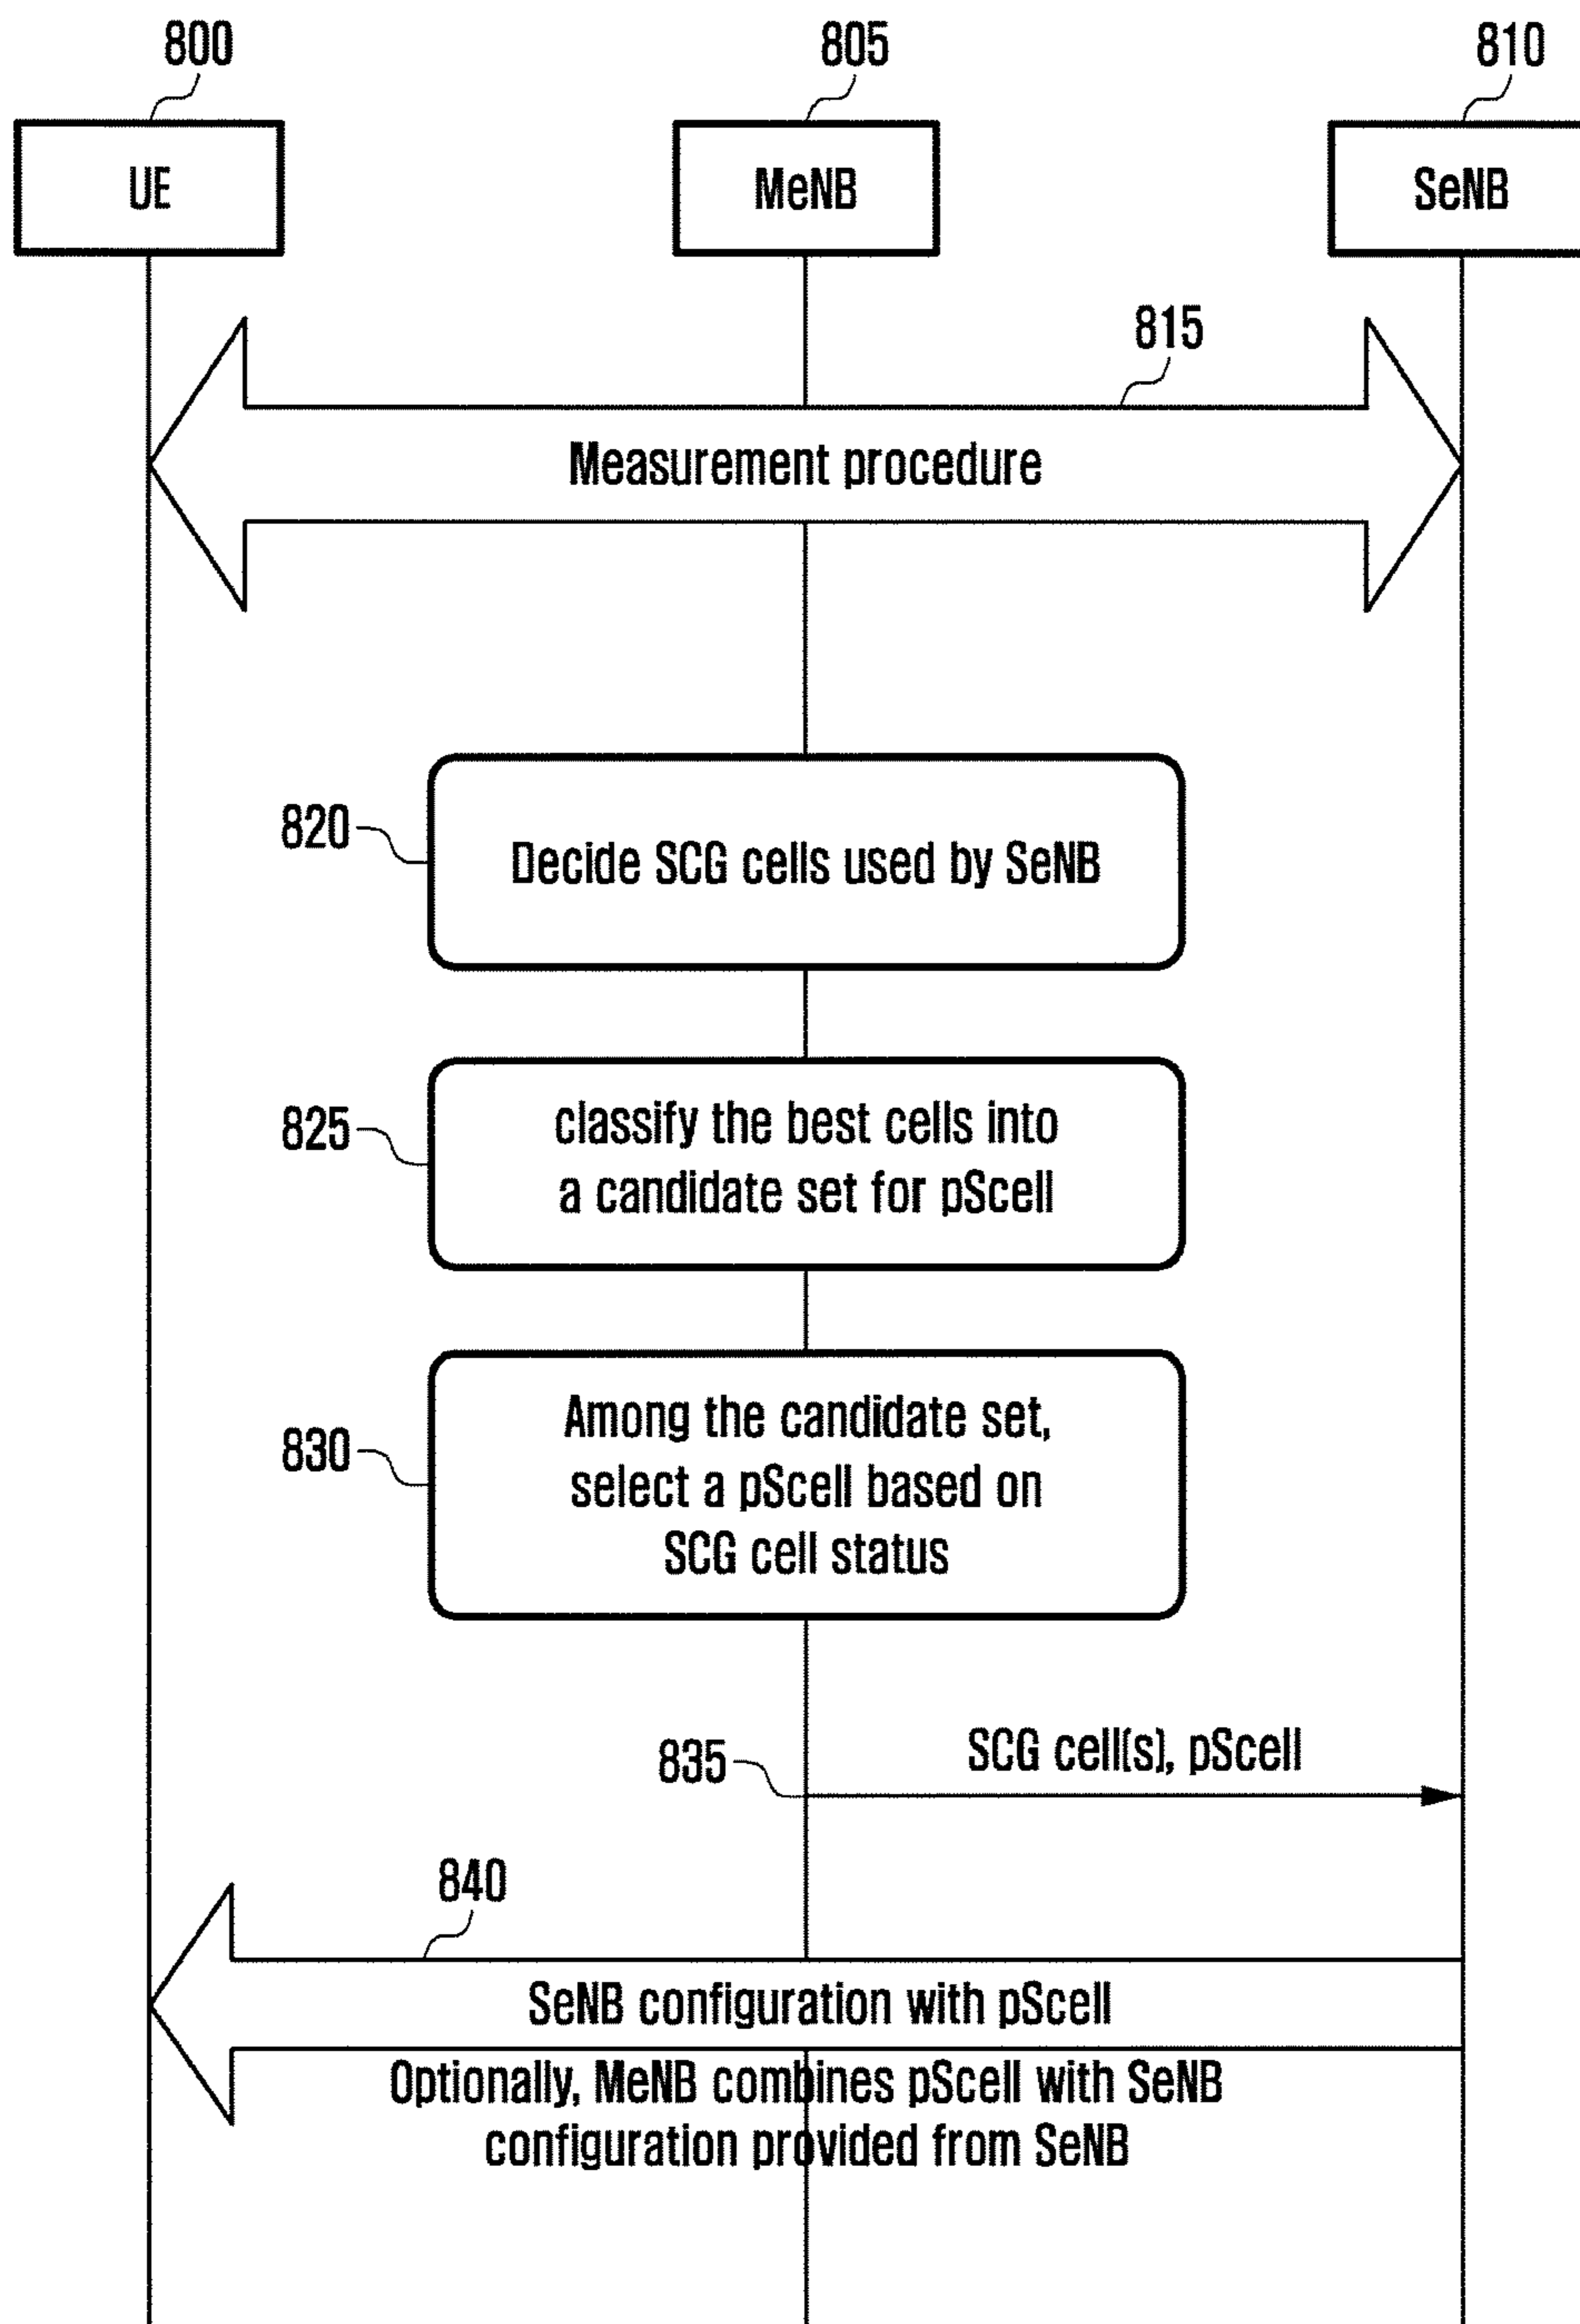 800
805
810
UE
MeNB
SeNB
815
Measurement procedure
820
Decide SCG cells used by SeNB
825
classify the best cells into
a candidate set for pScell
830
Among the candidate set,
select a pScell based on
SCG cell status
835
SCG cell(s), pScell
840
SeNB configuration with pScell
Optionally, MeNB combines pScell with SeNB
configuration provided from SeNB